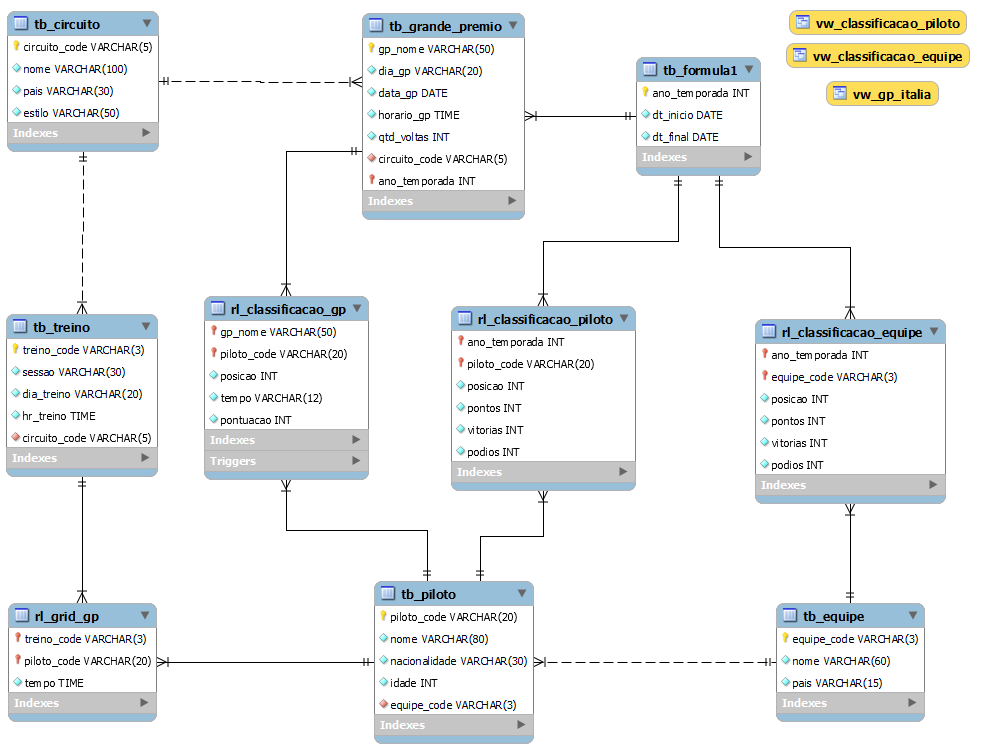 tb_circuito
circuito_code VARCHAR(5)
nome VARCHAR(100)
pais VARCHAR(30)
estilo VARCHAR(50)
Indexes
tb_grande_premio
gp_nome VARCHAR(50)
dia_gp VARCHAR(20)
data_gp DATE
horario_gp TIME
qtd_voltas INT
circuito_code VARCHAR(5)
ano_temporada INT
Indexes
tb_formula1
ano_temporada INT
dt_inicio DATE
dt_final DATE
Indexes
vw_classificacao_piloto
vw_classificacao_equipe
vw_gp_italia
tb_treino
treino_code VARCHAR(3)
sessao VARCHAR(30)
dia_treino VARCHAR(20)
hr_treino TIME
circuito_code VARCHAR(5)
Indexes
rl_classificacao_gp
gp_nome VARCHAR(50)
piloto_code VARCHAR(20)
posicao INT
tempo VARCHAR(12)
pontuacao INT
Indexes
Triggers
rl_classificacao_piloto
ano_temporada INT
piloto_code VARCHAR(20)
posicao INT
pontos INT
vitorias INT
podios INT
Indexes
rl_classificacao_equipe
ano_temporada INT
equipe_code VARCHAR(3)
posicao INT
pontos INT
vitorias INT
podios INT
Indexes
rl_grid_gp
treino_code VARCHAR(3)
piloto_code VARCHAR(20)
tempo TIME
Indexes
tb_piloto
piloto_code VARCHAR(20)
nome VARCHAR(80)
nacionalidade VARCHAR(30)
idade INT
equipe_code VARCHAR(3)
Indexes
tb_equipe
equipe_code VARCHAR(3)
nome VARCHAR(60)
pais VARCHAR(15)
Indexes